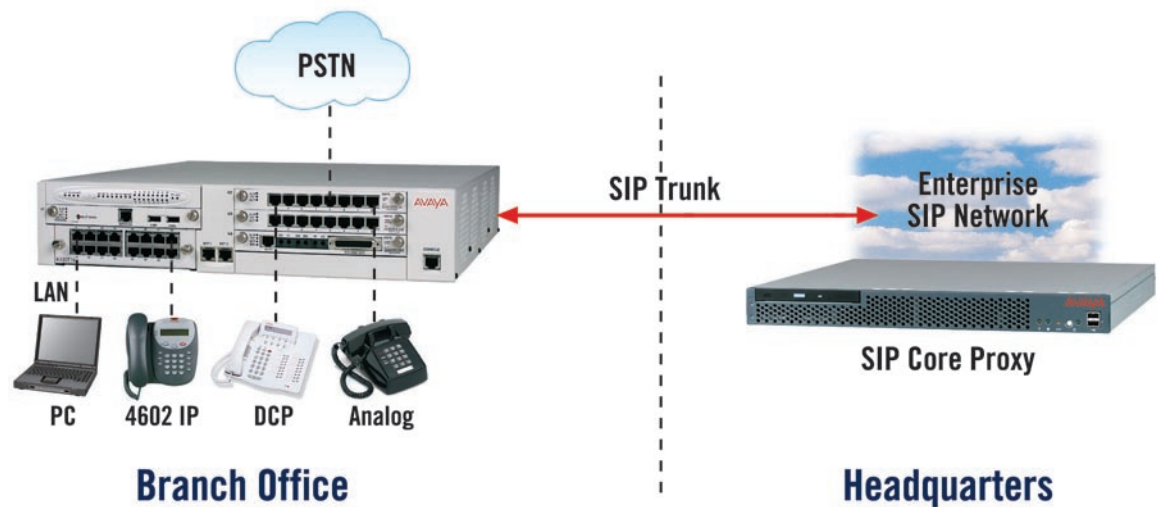 PSTN
AVAYA
SIP Trunk
Enterprise
SIP Network
AVAYA
LAN
SIP Core Proxy
PC
4602 IP
DCP
Analog
Branch Office
Headquarters